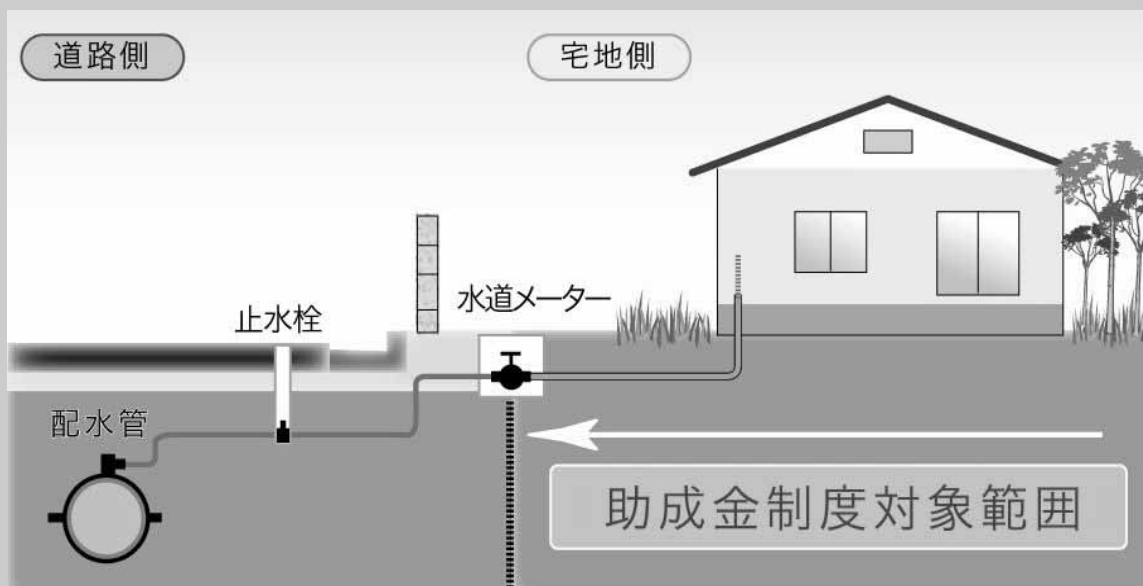 道路側
宅地側
水道メーター
止水栓
配水管
助成金制度対象範囲